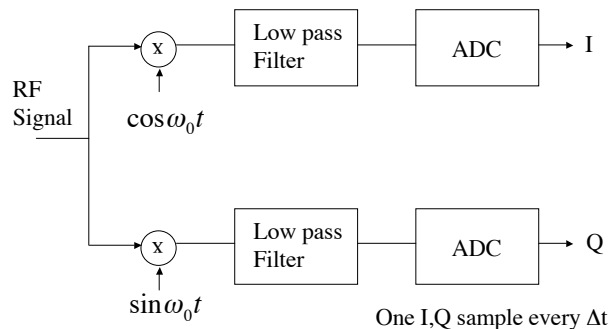 RF
Signal
x
cosω₀t
Low pass
Filter
ADC
I
x
sinω₀t
Low pass
Filter
ADC
Q
One I,Q sample every Δt